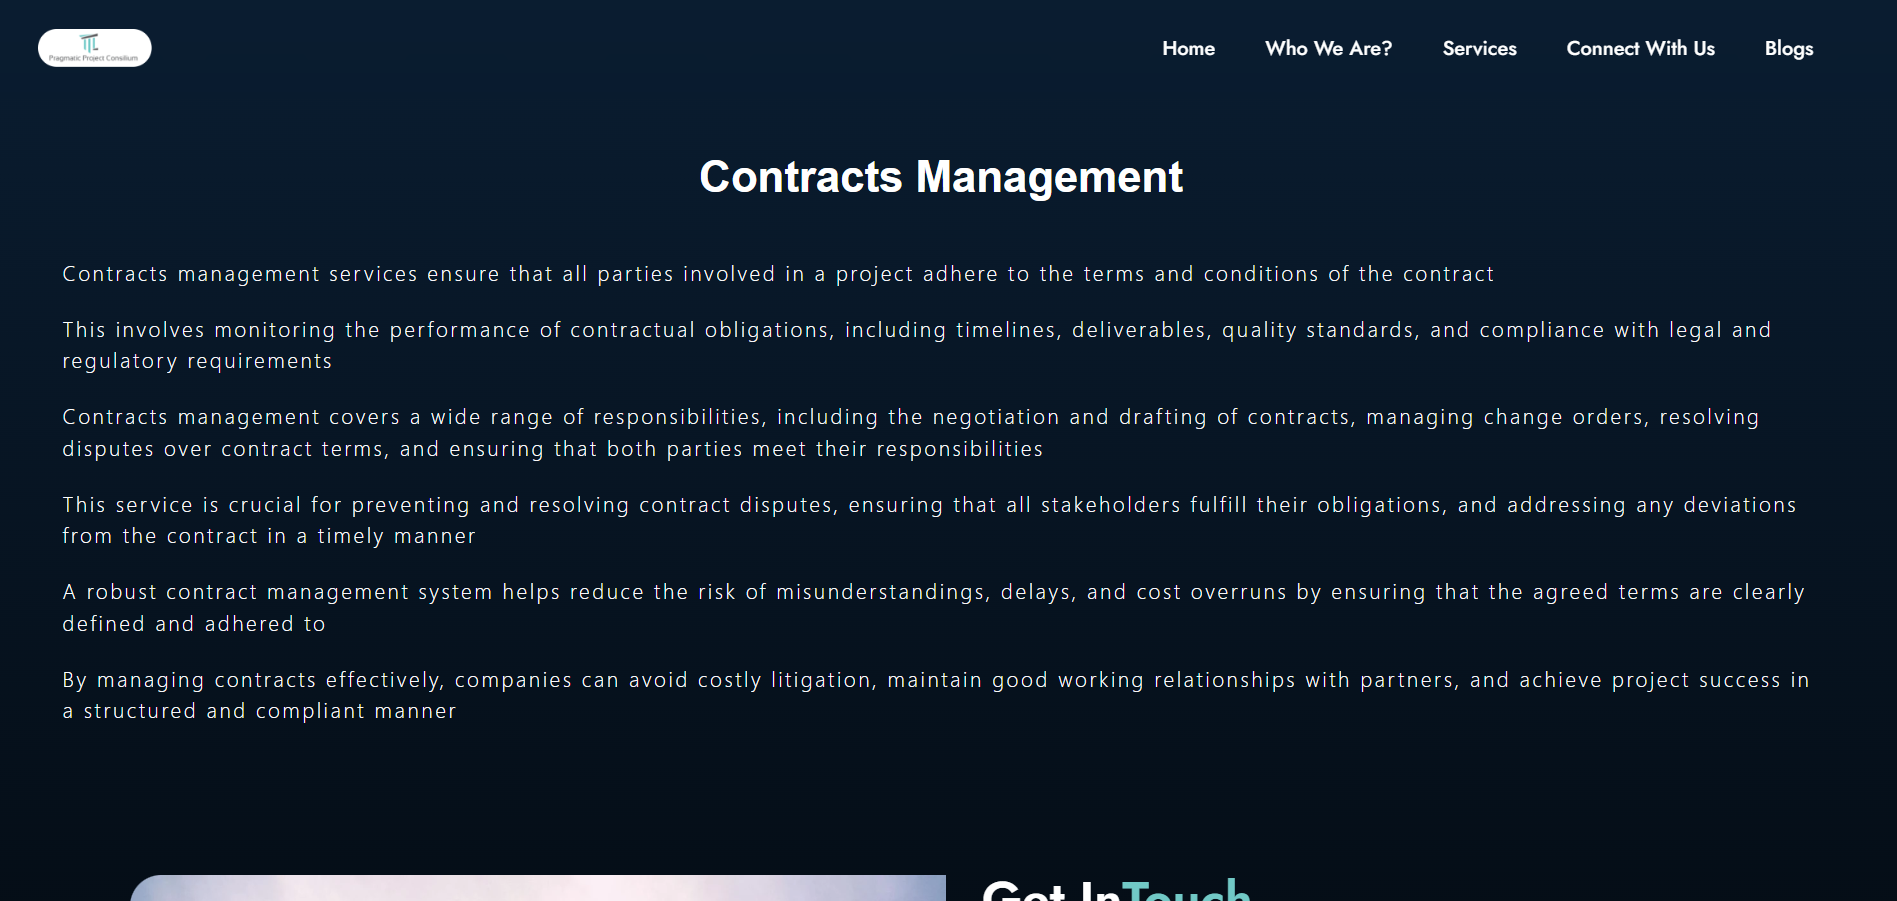 Pragmatic Project Consilium
Home
Who We Are?
Services
Connect With Us
Blogs
Contracts Management
Contracts management services ensure that all parties involved in a project adhere to the terms and conditions of the contract
This involves monitoring the performance of contractual obligations, including timelines, deliverables, quality standards, and compliance with legal and
regulatory requirements
Contracts management covers a wide range of responsibilities, including the negotiation and drafting of contracts, managing change orders, resolving
disputes over contract terms, and ensuring that both parties meet their responsibilities
This service is crucial for preventing and resolving contract disputes, ensuring that all stakeholders fulfill their obligations, and addressing any deviations
from the contract in a timely manner
A robust contract management system helps reduce the risk of misunderstandings, delays, and cost overruns by ensuring that the agreed terms are clearly
defined and adhered to
By managing contracts effectively, companies can avoid costly litigation, maintain good working relationships with partners, and achieve project success in
a structured and compliant manner
Get InTouch